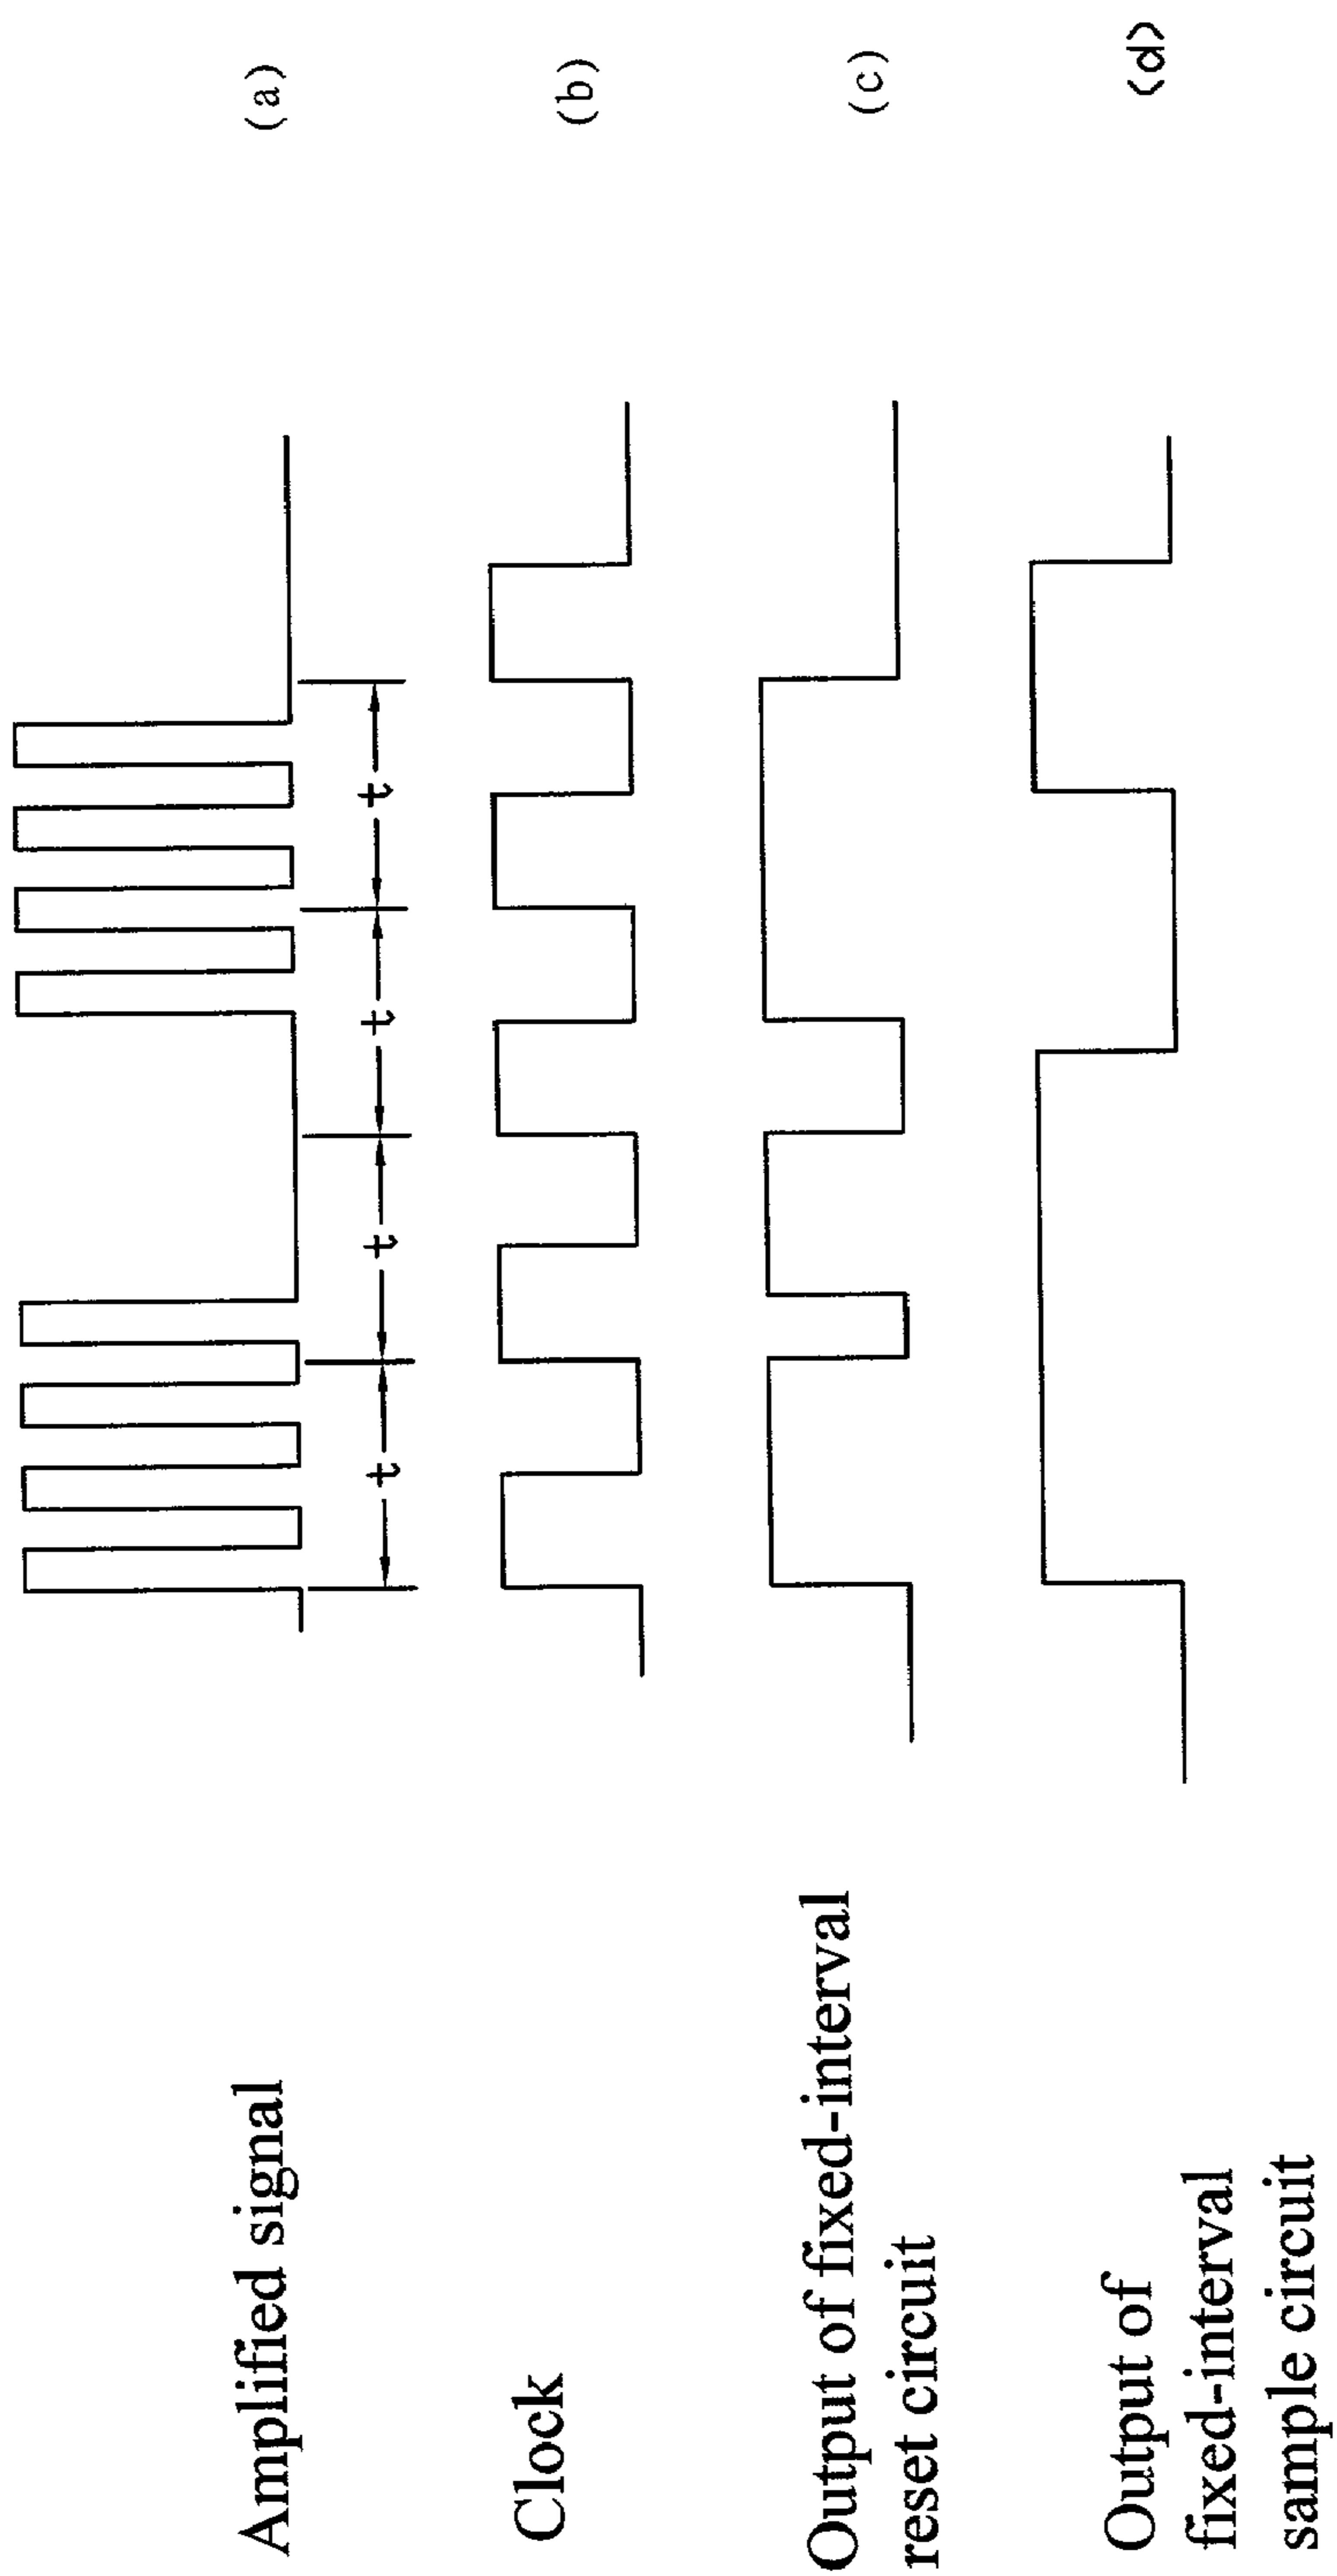 Amplified signal
(a)
t t t t
Clock
(b)
Output of fixed-interval
reset circuit
(c)
Output of
fixed-interval
sample circuit
(d)